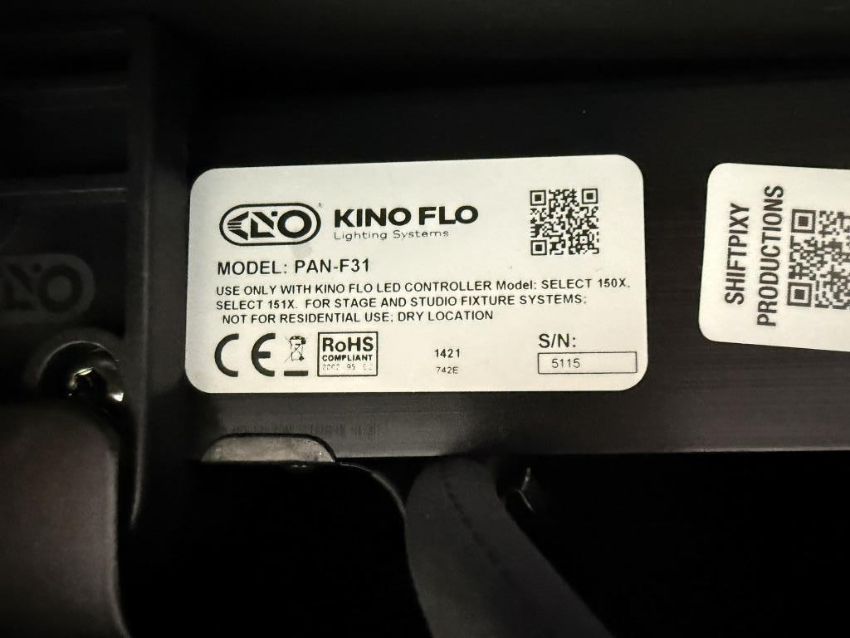 KINO FLO
Lighting Systems
MODEL: PAN-F31
USE ONLY WITH KINO FLO LED CONTROLLER Model: SELECT 150X,
SELECT 151X. FOR STAGE AND STUDIO FIXTURE SYSTEMS;
NOT FOR RESIDENTIAL USE; DRY LOCATION
CE
RoHS
COMPLIANT
1421
742E
S/N:
5115
SHIFTPIXY
PRODUCTIONS